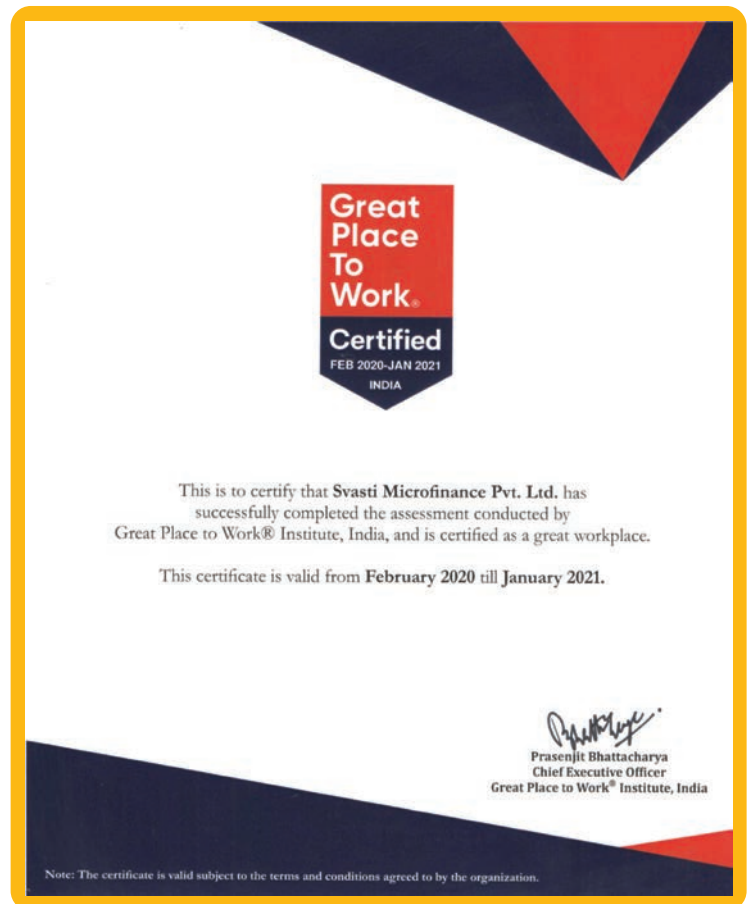 Great
Place
To
Work®
Certified
FEB 2020-JAN 2021
INDIA
This is to certify that Svasti Microfinance Pvt. Ltd. has
successfully completed the assessment conducted by
Great Place to Work® Institute, India, and is certified as a great workplace.
This certificate is valid from February 2020 till January 2021.
Prasenjit Bhattacharya
Chief Executive Officer
Great Place to Work® Institute, India
Note: The certificate is valid subject to the terms and conditions agreed to by the organization.